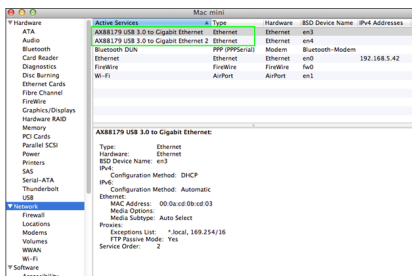 Mac mini
▼ Hardware
ATA
Audio
Bluetooth
Card Reader
Diagnostics
Disc Burning
Ethernet Cards
Fibre Channel
FireWire
Graphics/Displays
Hardware RAID
Memory
PCI Cards
Parallel SCSI
Power
Printers
SAS
Serial-ATA
Thunderbolt
USB
▼ Network
Firewall
Locations
Modems
Volumes
WWAN
Wi-Fi
▼ Software
Active Services Type Hardware BSD Device Name IPv4 Addresses
AX88179 USB 3.0 to Gigabit Ethernet Ethernet Ethernet en3
AX88179 USB 3.0 to Gigabit Ethernet 2 Ethernet Ethernet en4
Bluetooth DUN PPP (PPPSerial) Modem Bluetooth-Modem
Ethernet Ethernet Ethernet en0 192.168.5.42
FireWire FireWire FireWire fw0
Wi-Fi AirPort AirPort en1
AX88179 USB 3.0 to Gigabit Ethernet:
Type: Ethernet
Hardware: Ethernet
BSD Device Name: en3
IPv4:
Configuration Method: DHCP
IPv6:
Configuration Method: Automatic
Ethernet:
MAC Address: 00:0a:cd:0b:cd:03
Media Options:
Media Subtype: Auto Select
Proxies:
Exceptions List: *.local, 169.254/16
FTP Passive Mode: Yes
Service Order: 2